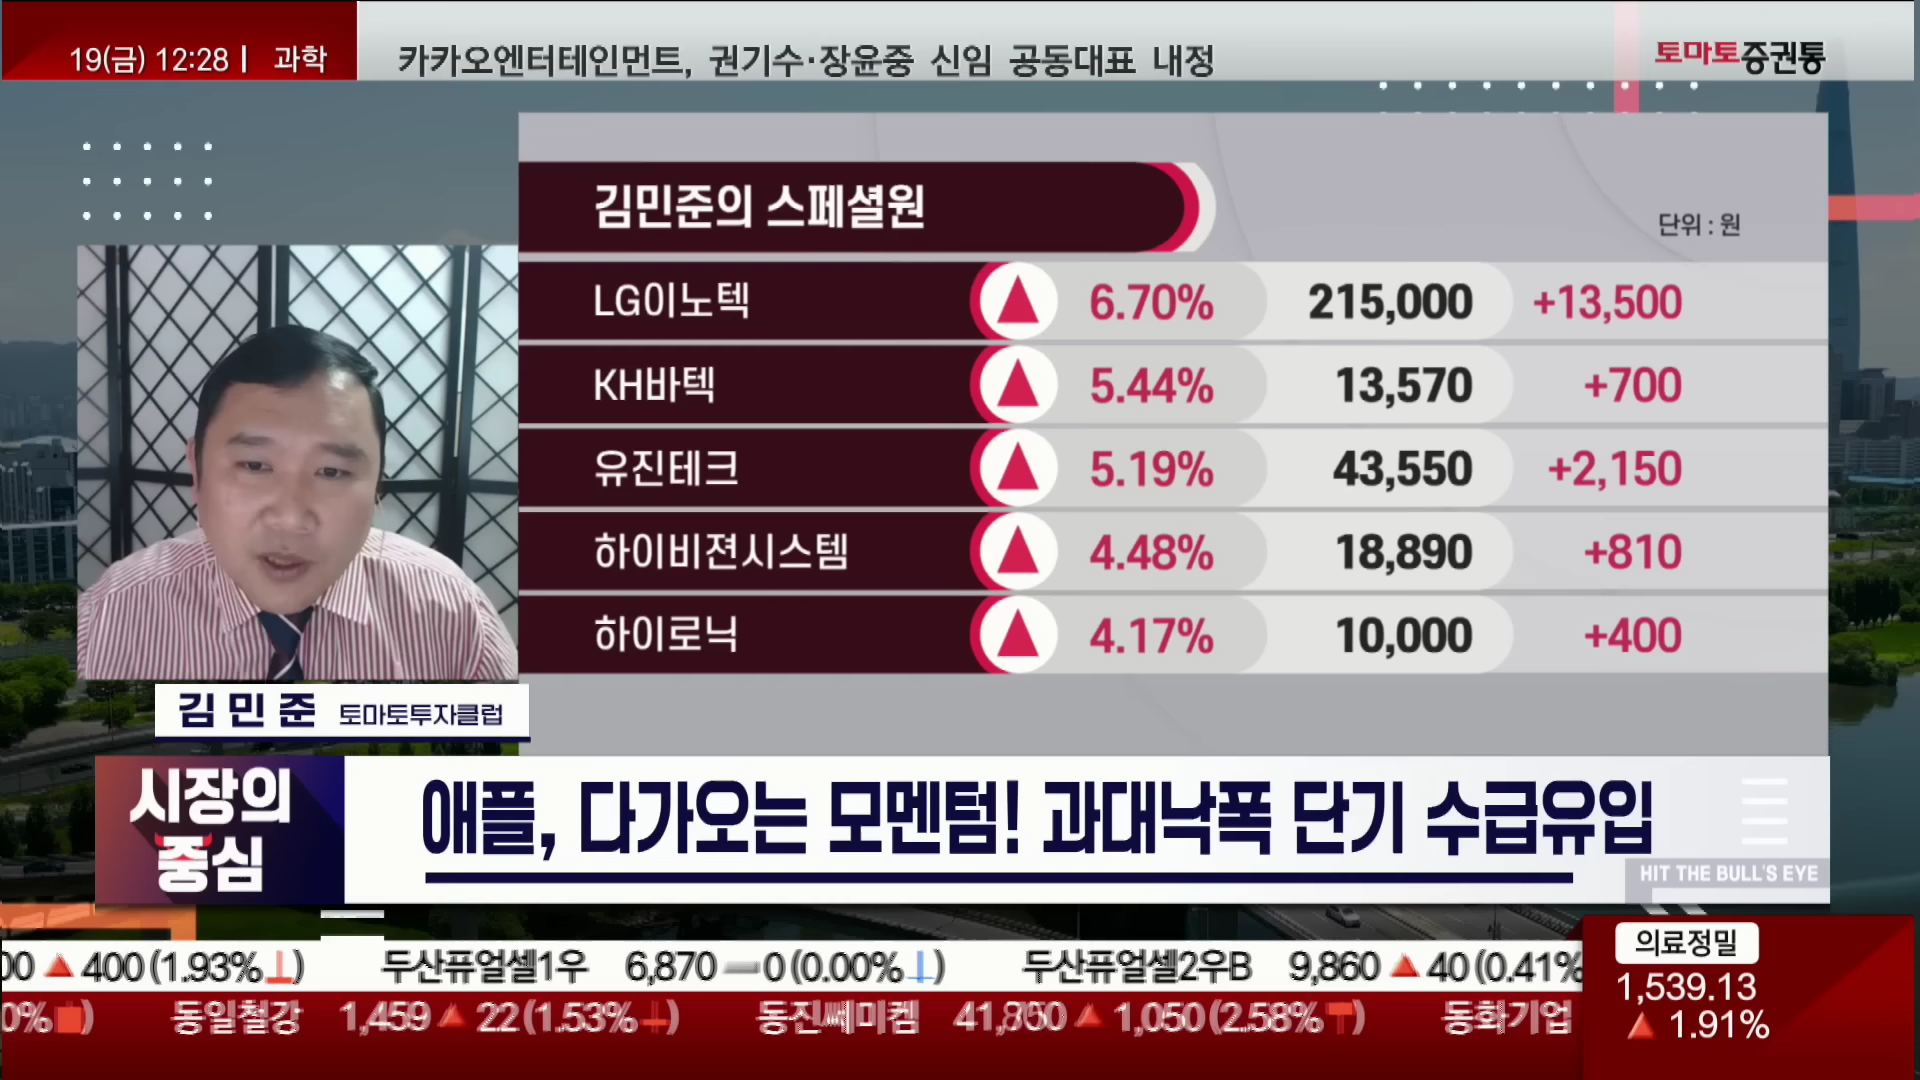 19(금) 12:28 | 과학
카카오엔터테인먼트, 권기수·장윤중 신임 공동대표 내정
토마토증권통
김민준의 스페셜원
단위 : 원
LG이노텍 ▲ 6.70% 215,000 +13,500
KH바텍 ▲ 5.44% 13,570 +700
유진테크 ▲ 5.19% 43,550 +2,150
하이비젼시스템 ▲ 4.48% 18,890 +810
하이로닉 ▲ 4.17% 10,000 +400
김민준 토마토투자클럽
시장의
중심
애플, 다가오는 모멘텀! 과대낙폭 단기 수급유입
HIT THE BULL'S EYE
00 ▲ 400 (1.93%⊥) 두산퓨얼셀1우 6,870 — 0 (0.00%↓) 두산퓨얼셀2우B 9,860 ▲ 40 (0.41%
0%■) 동일철강 1,459 ▲ 22 (1.53% ) 동진쎄미켐 ▲ 1,050 (2.58% ) 동화기업
의료정밀
1,539.13
▲ 1.91%